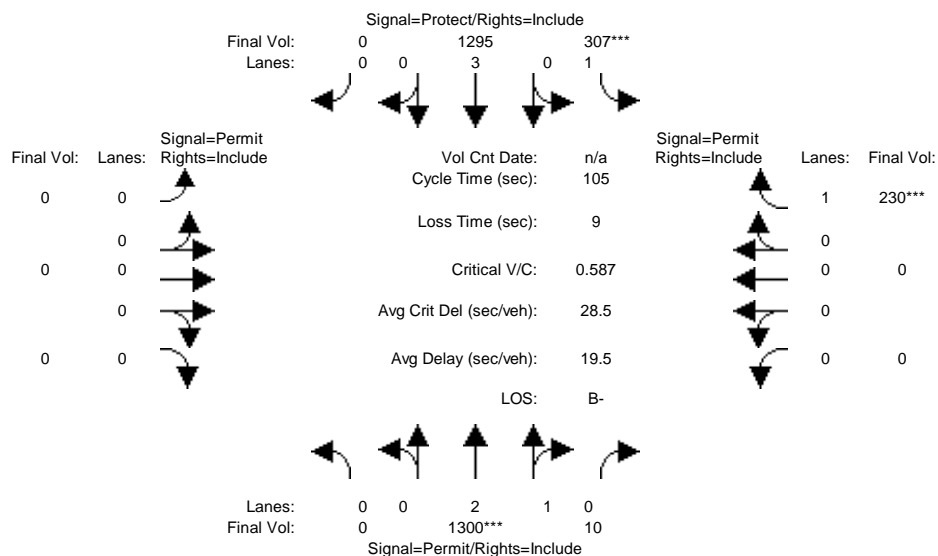 Signal=Protect/Rights=Include
Final Vol: 0 1295 307***
Lanes: 0 0 3 0 1
Signal=Permit
Final Vol: Lanes: Rights=Include
Vol Cnt Date: n/a
Signal=Permit
Rights=Include Lanes: Final Vol:
Cycle Time (sec): 105
0 0
1 230***
Loss Time (sec): 9
0
0
0 0
Critical V/C: 0.587
0 0
0
Avg Crit Del (sec/veh): 28.5
0
0 0
Avg Delay (sec/veh): 19.5
0 0
LOS: B-
Lanes: 0 0 2 1 0
Final Vol: 0 1300*** 10
Signal=Permit/Rights=Include